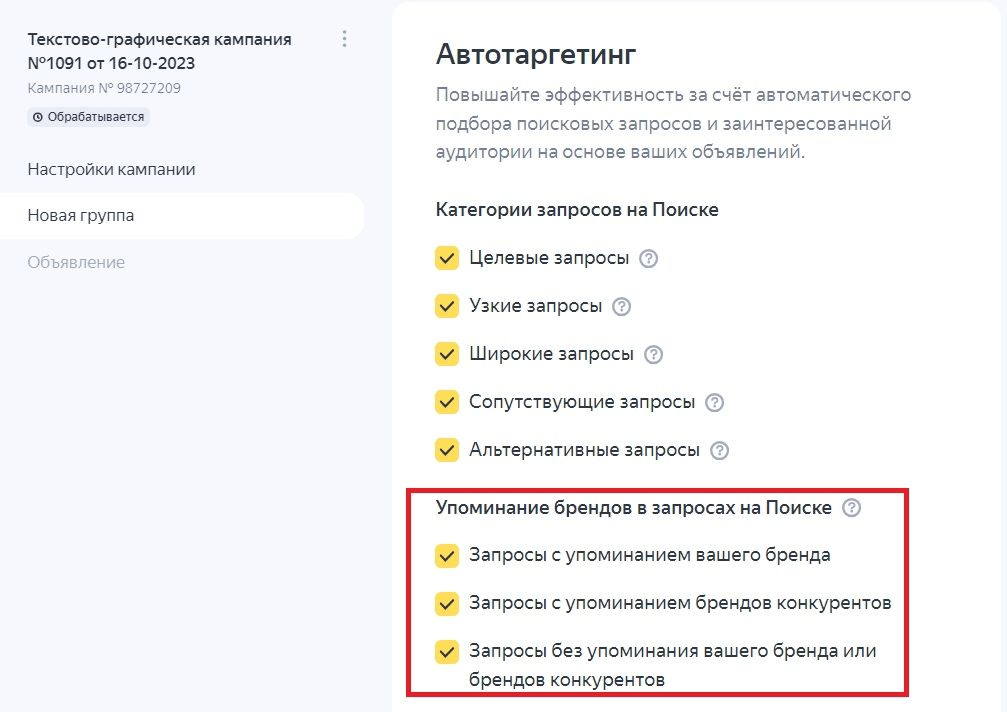 Текстово-графическая кампания
№1091 от 16-10-2023
Кампания № 98727209
Обрабатывается
Настройки кампании
Новая группа
Объявление
Автотаргетинг
Повышайте эффективность за счёт автоматического
подбора поисковых запросов и заинтересованной
аудитории на основе ваших объявлений.
Категории запросов на Поиске
Целевые запросы ?
Узкие запросы ?
Широкие запросы ?
Сопутствующие запросы ?
Альтернативные запросы ?
Упоминание брендов в запросах на Поиске ?
Запросы с упоминанием вашего бренда
Запросы с упоминанием брендов конкурентов
Запросы без упоминания вашего бренда или
брендов конкурентов